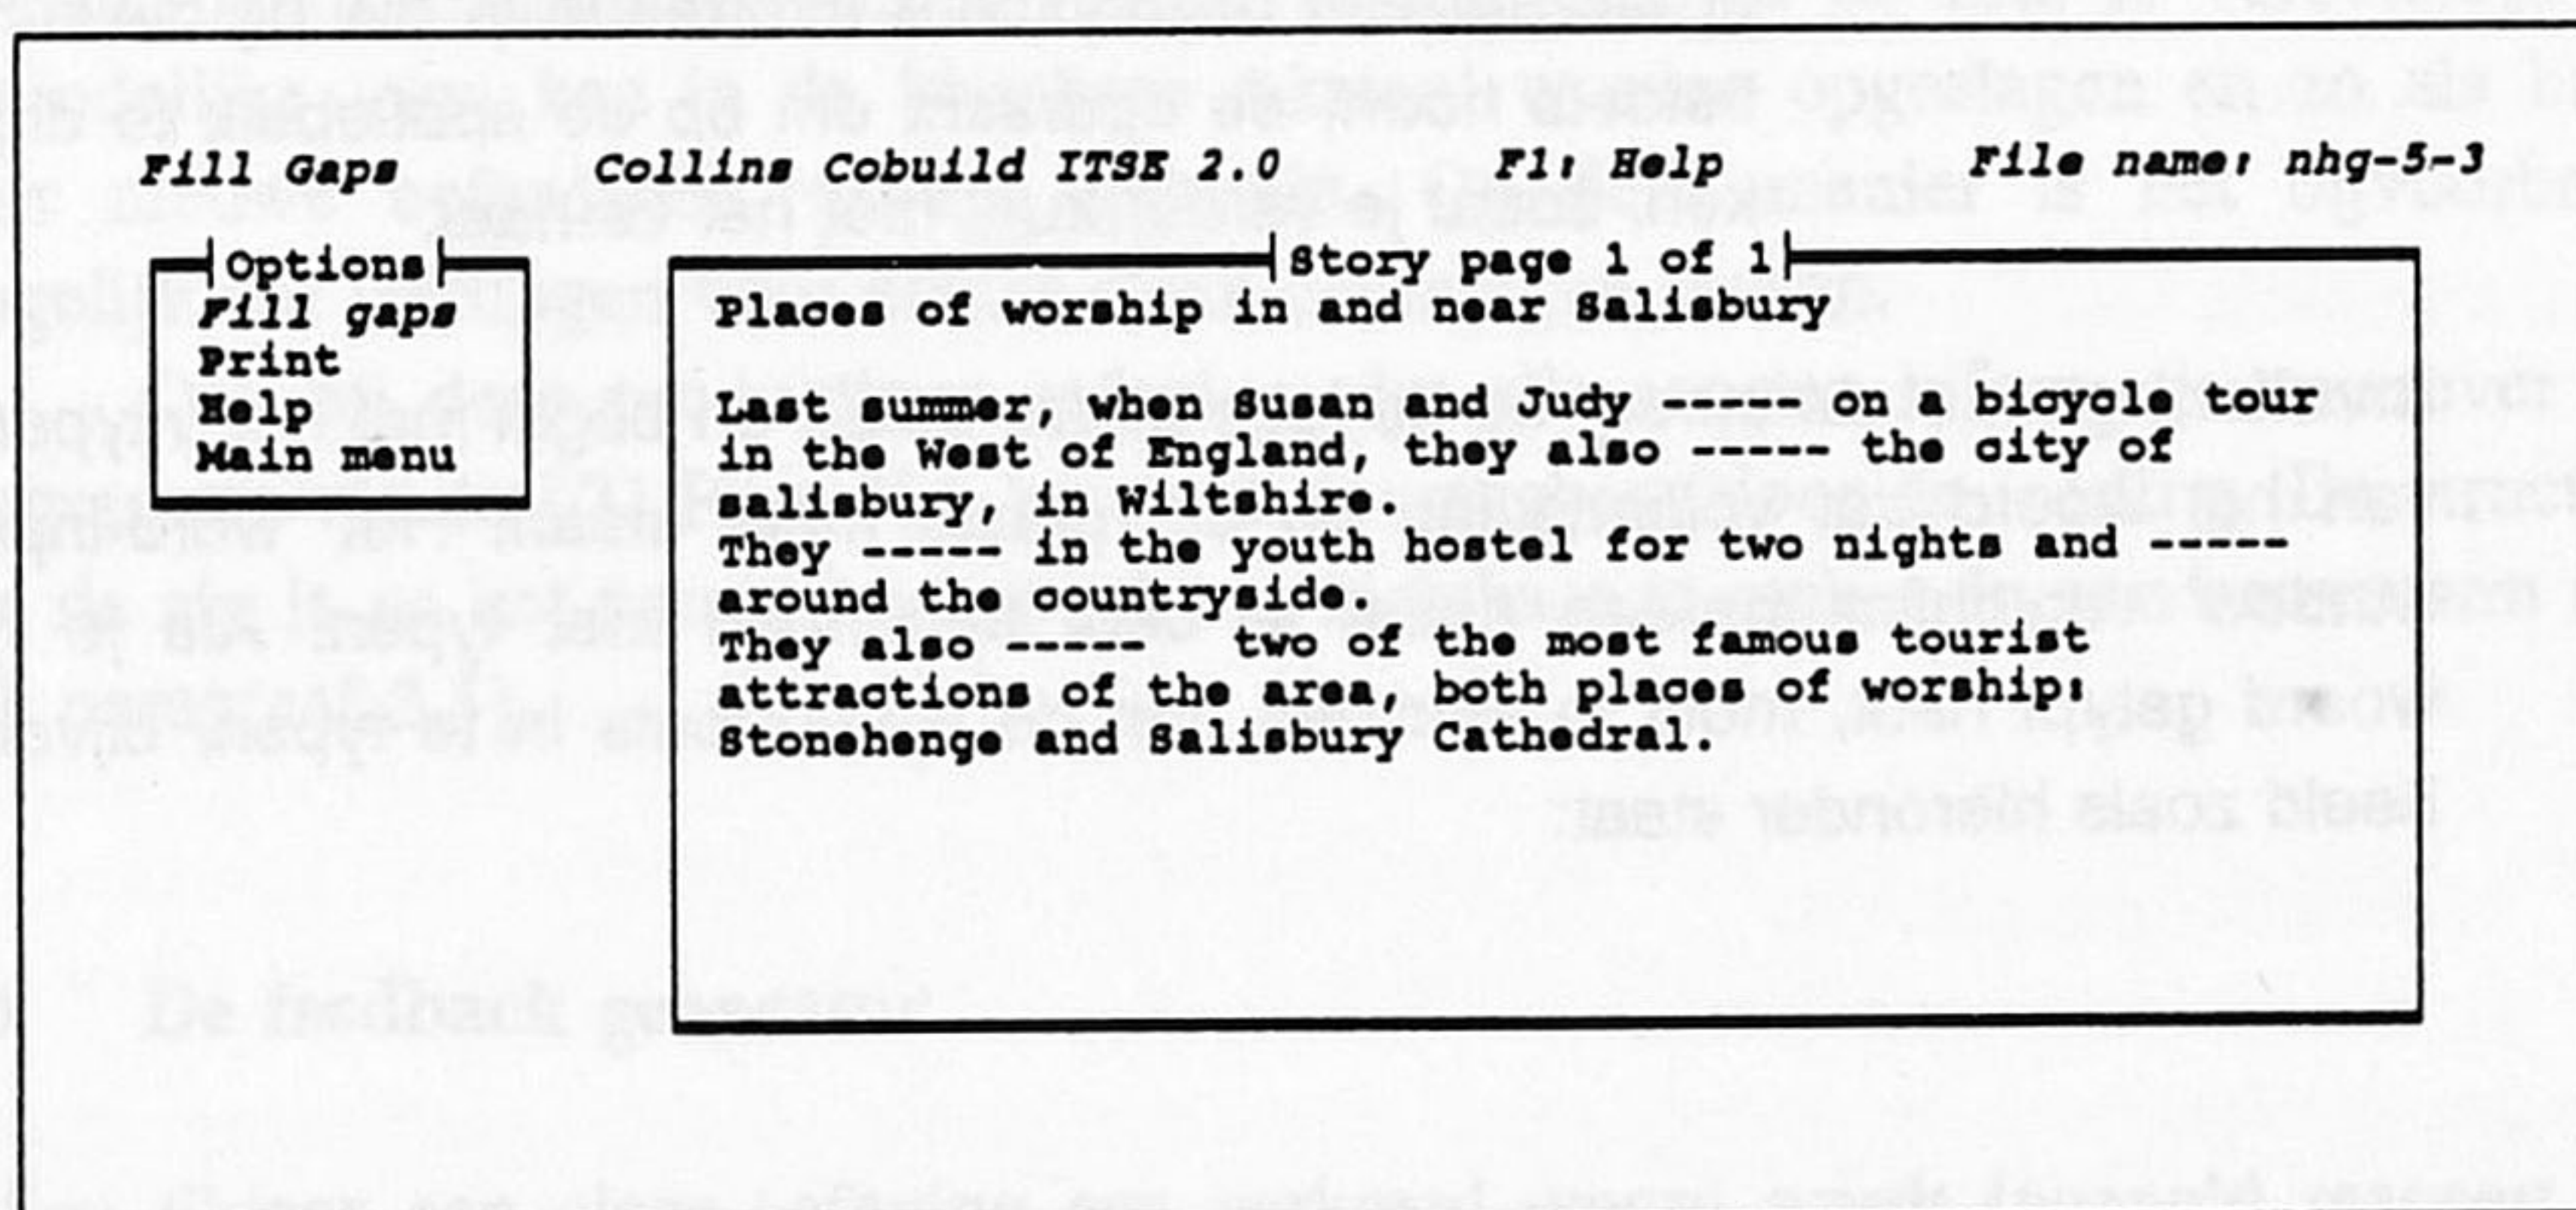 Fill Gaps Collins Cobuild ITSE 2.0 F1: Help File name: nhg-5-3
Options
Fill gaps
Print
Help
Main menu
Story page 1 of 1
Places of worship in and near Salisbury
Last summer, when Susan and Judy ----- on a bicycle tour
in the West of England, they also ----- the city of
salisbury, in Wiltshire.
They ----- in the youth hostel for two nights and -----
around the countryside.
They also ----- two of the most famous tourist
attractions of the area, both places of worship:
Stonehenge and Salisbury Cathedral.
De feedback